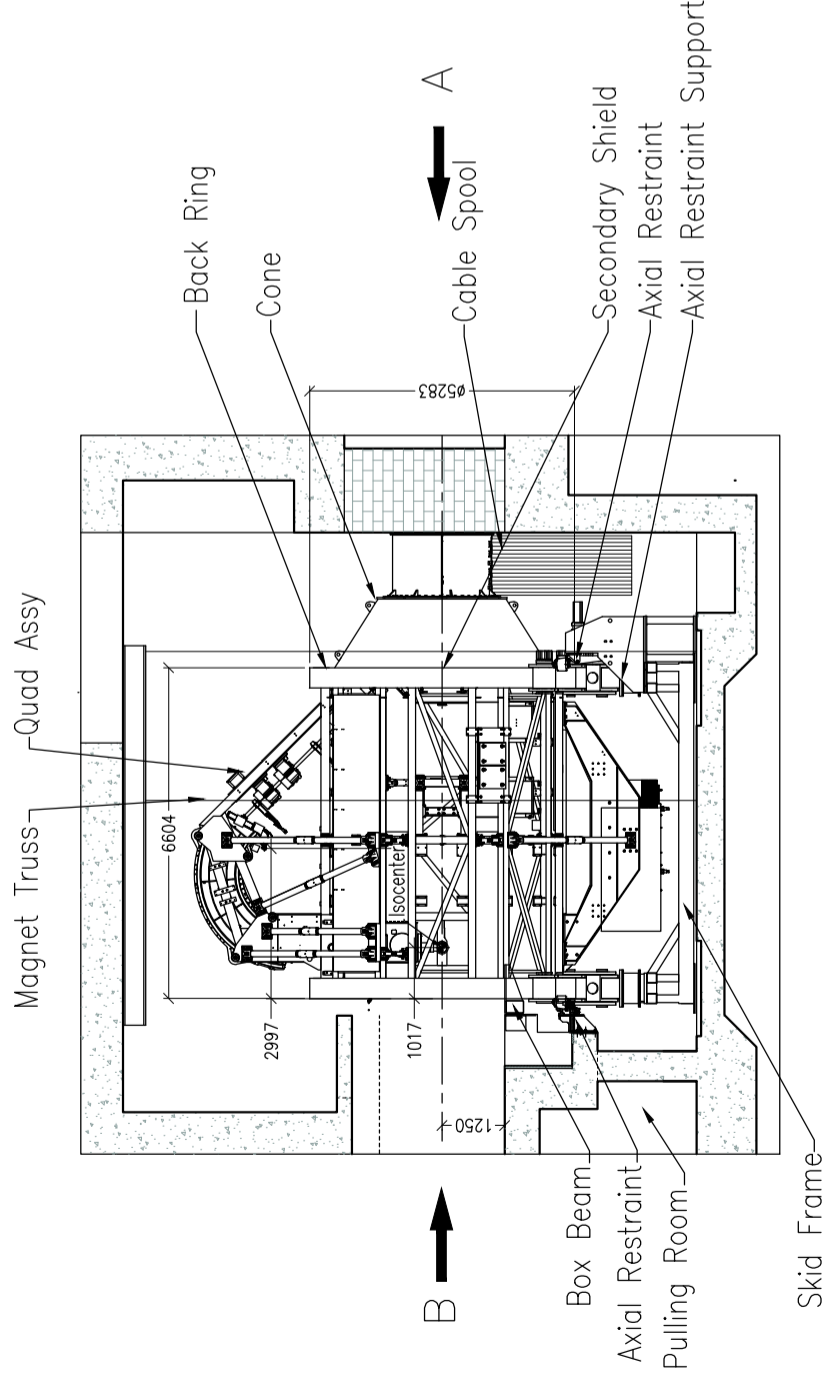 Magnet Truss
Quad Assy
Back Ring
Cone
A
Cable Spool
Secondary Shield
Axial Restraint
Axial Restraint Support
6604
2997
1017
Isocenter
1250
ø5283
B
Box Beam
Axial Restraint
Pulling Room
Skid Frame